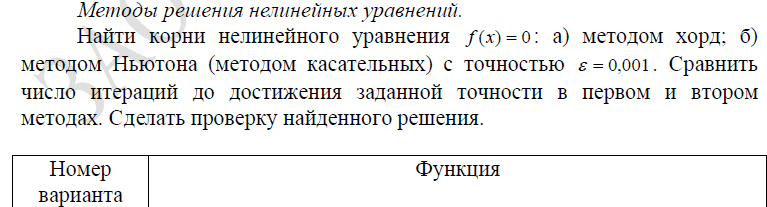 Методы решения нелинейных уравнений.
Найти корни нелинейного уравнения f(x) = 0: а) методом хорд; б)
методом Ньютона (методом касательных) с точностью ε = 0,001. Сравнить
число итераций до достижения заданной точности в первом и втором
методах. Сделать проверку найденного решения.
Номер
варианта
Функция